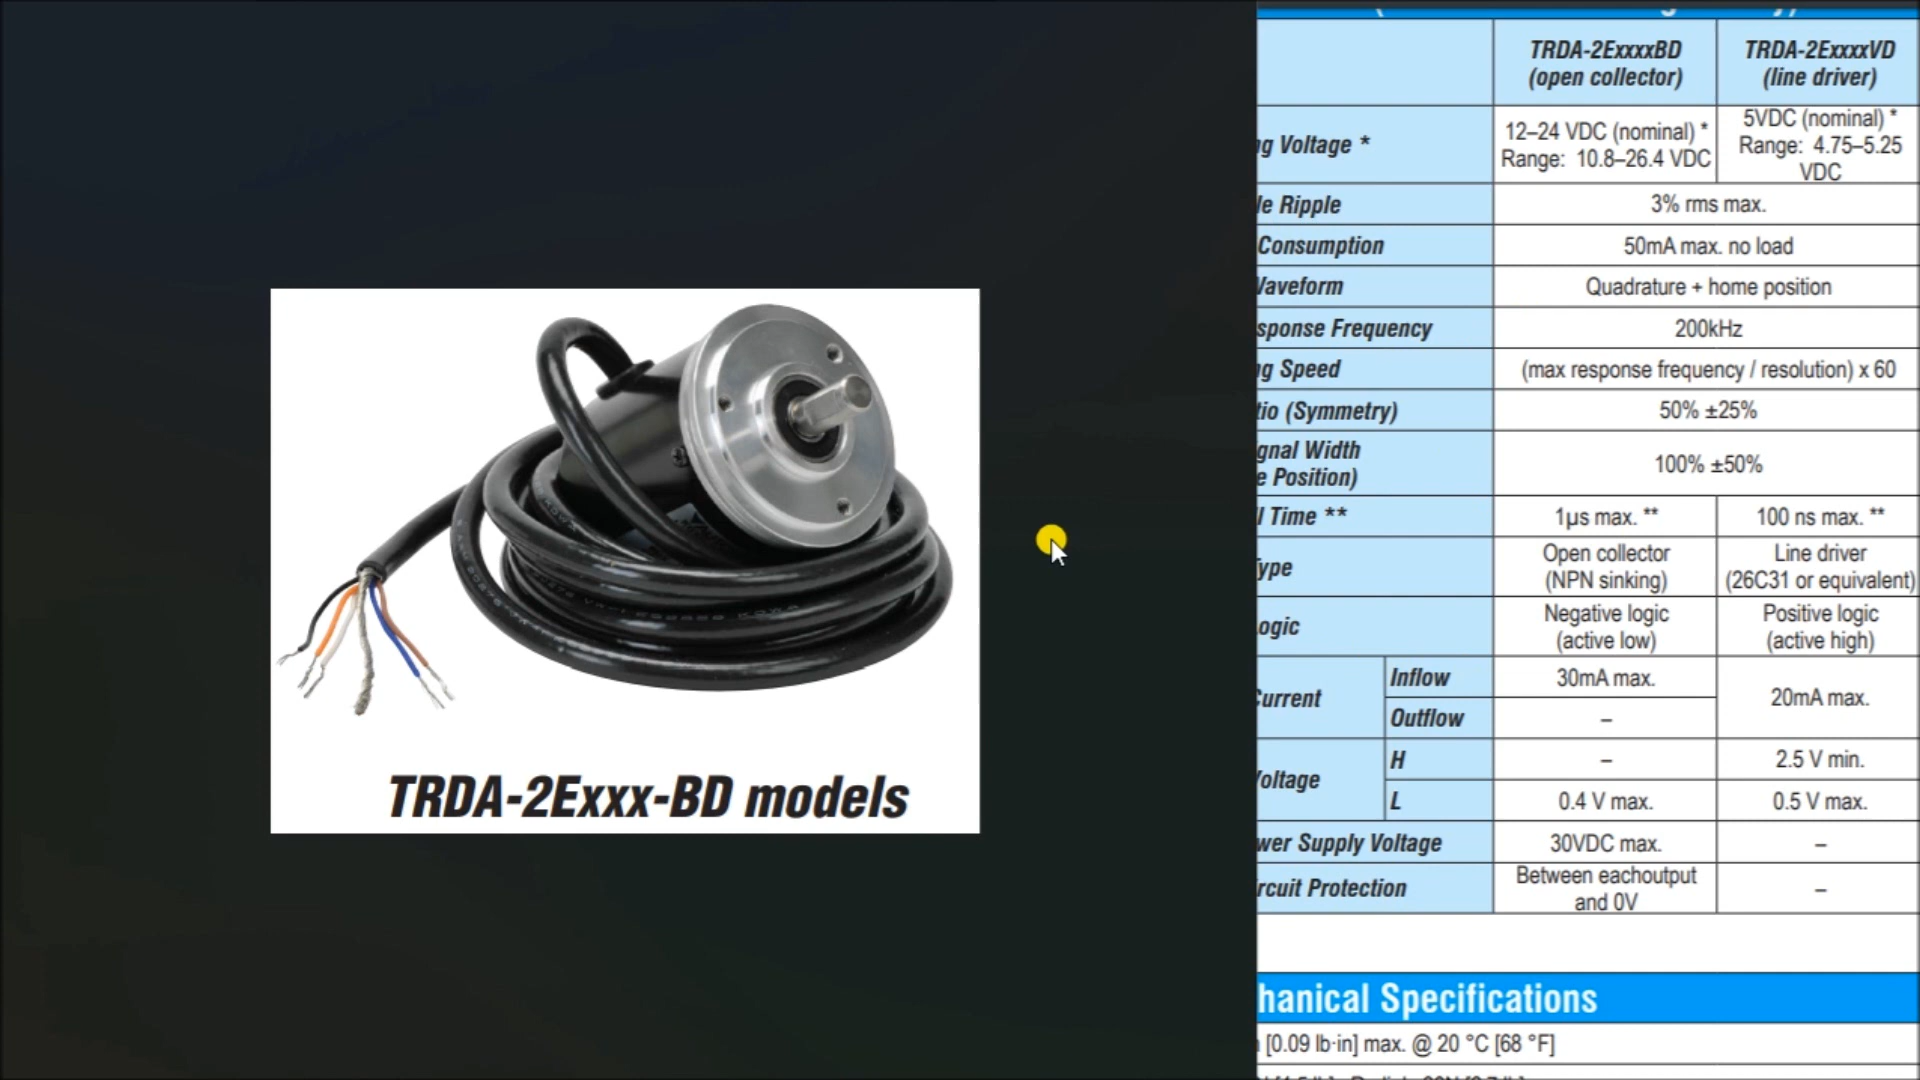 TRDA-2Exxx-BD models
TRDA-2ExxxxBD
(open collector)
TRDA-2ExxxxVD
(line driver)
g Voltage *
12–24 VDC (nominal) *
Range: 10.8–26.4 VDC
5VDC (nominal) *
Range: 4.75–5.25
VDC
le Ripple
3% rms max.
Consumption
50mA max. no load
Waveform
Quadrature + home position
sponse Frequency
200kHz
g Speed
(max response frequency / resolution) x 60
tio (Symmetry)
50% ±25%
gnal Width
e Position)
100% ±50%
l Time **
1μs max. **
100 ns max. **
ype
Open collector
(NPN sinking)
Line driver
(26C31 or equivalent)
ogic
Negative logic
(active low)
Positive logic
(active high)
Current
Inflow
30mA max.
20mA max.
Outflow
–
Voltage
H
–
2.5 V min.
L
0.4 V max.
0.5 V max.
wer Supply Voltage
30VDC max.
–
rcuit Protection
Between eachoutput
and 0V
–
hanical Specifications
[0.09 lb·in] max. @ 20 °C [68 °F]